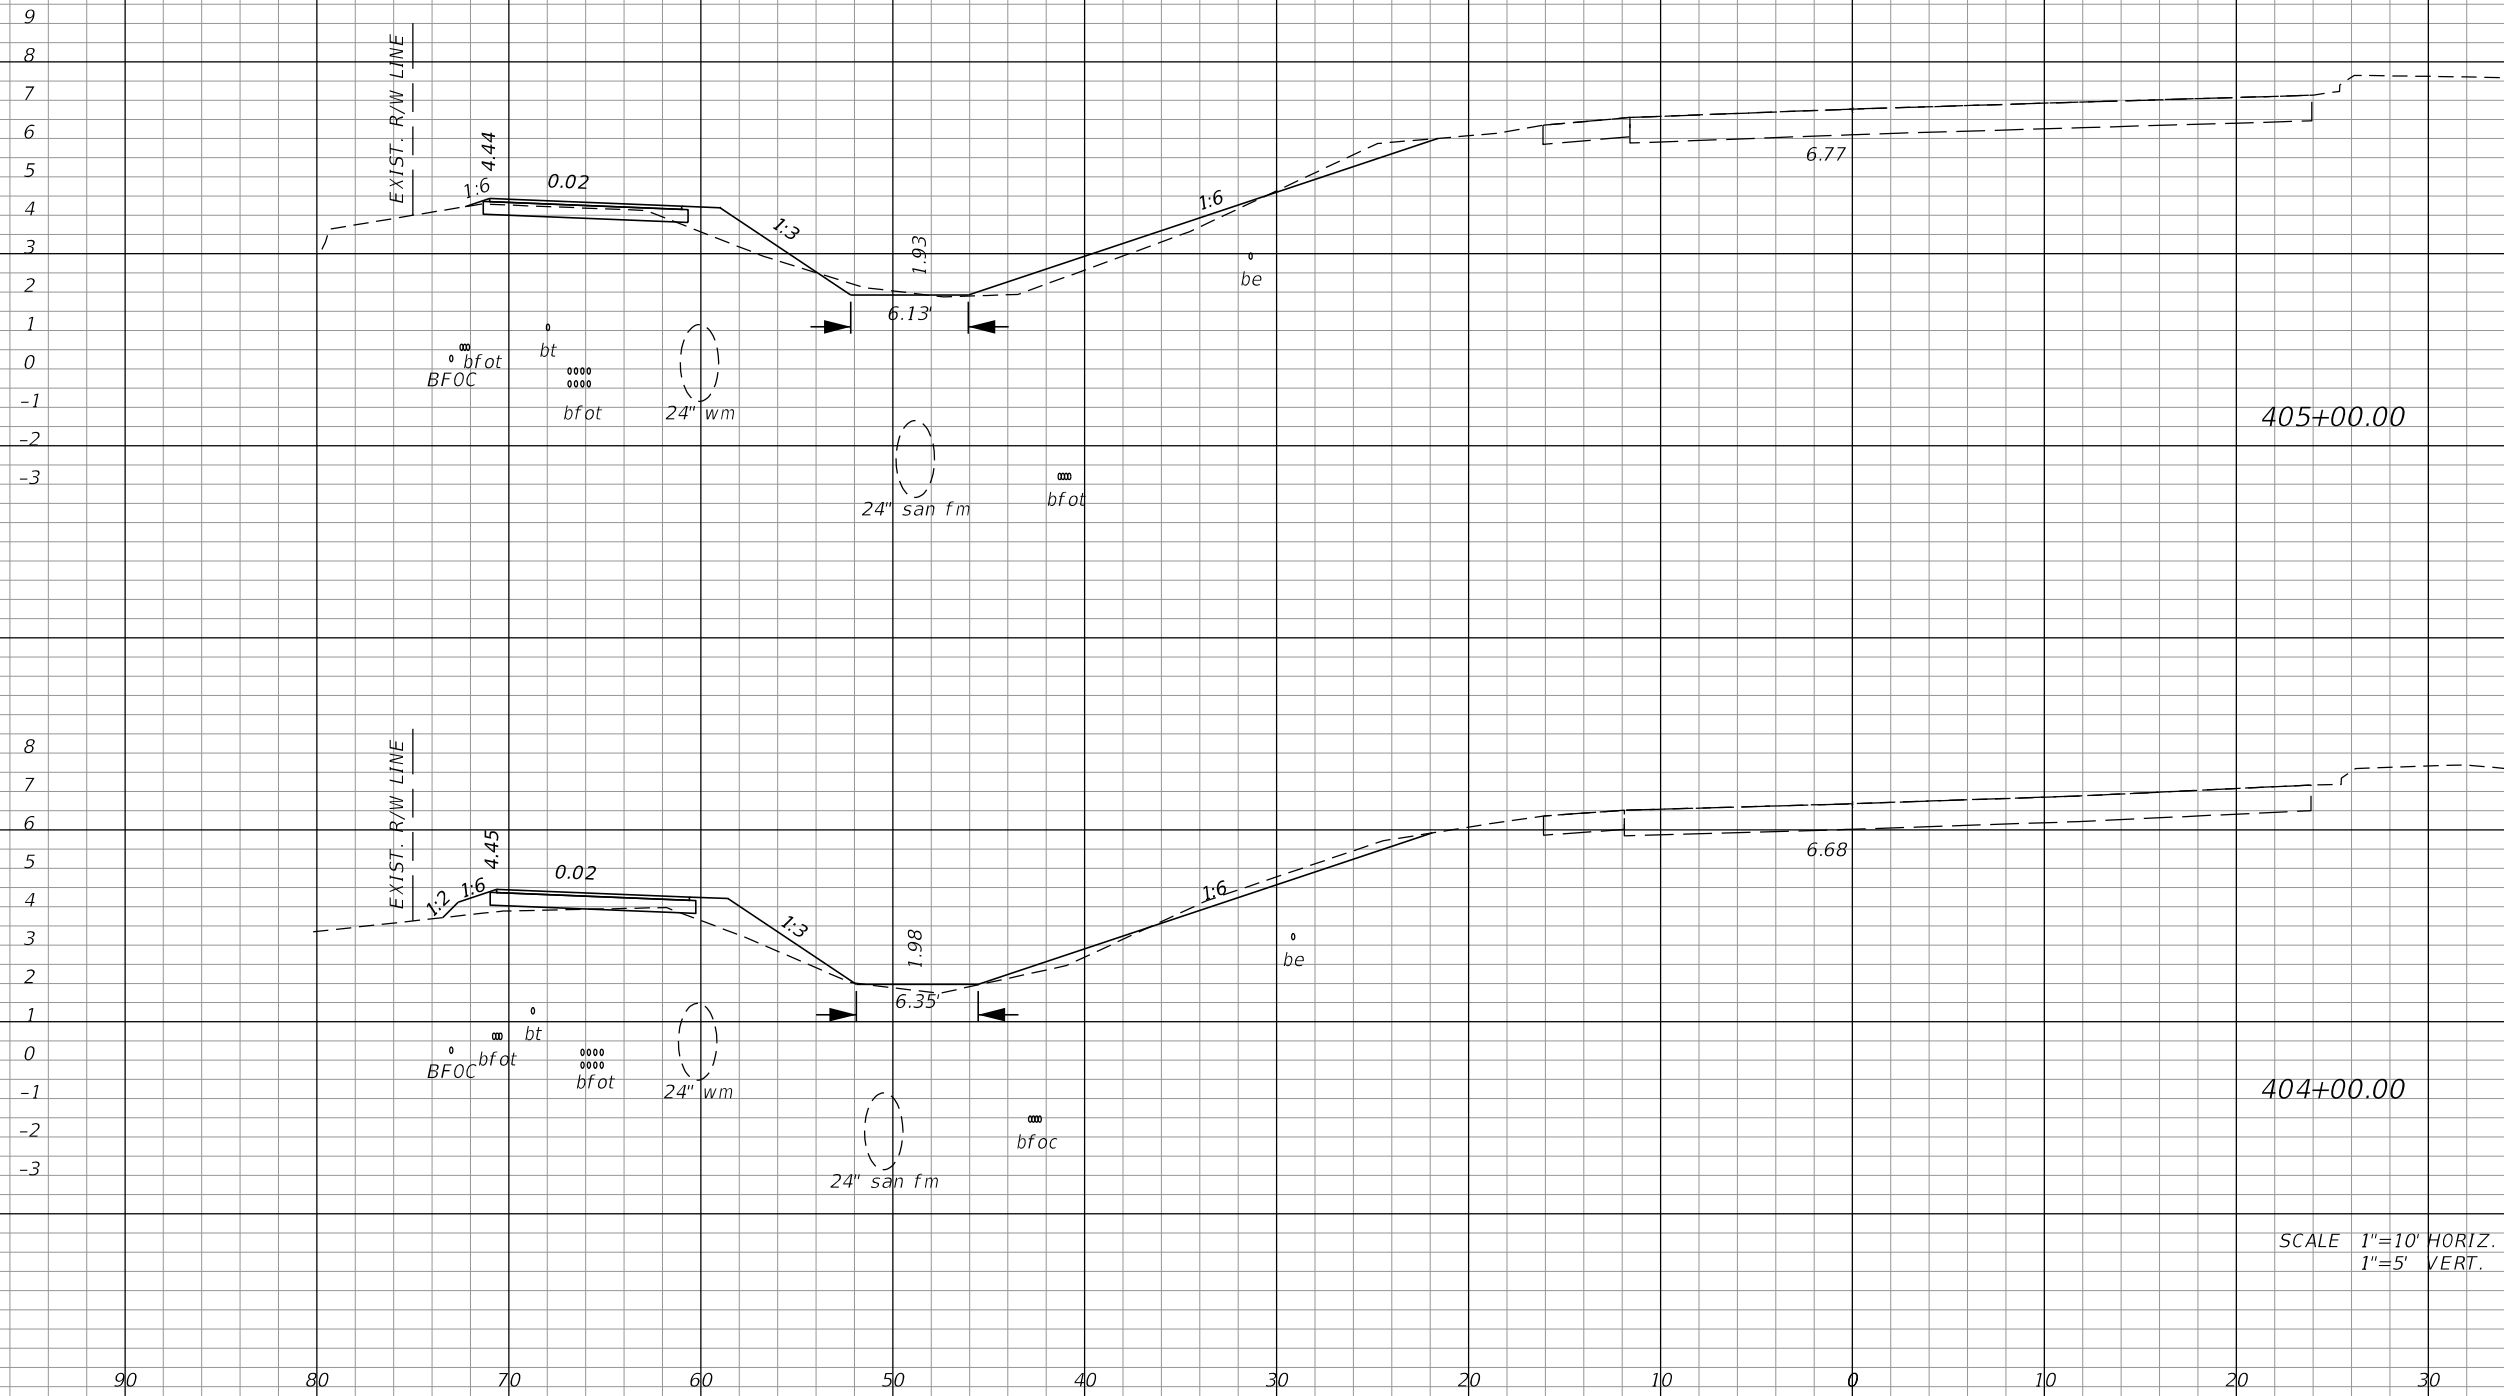 9
8
7
6
5
4
3
2
1
0
–1
–2
–3
EXIST. R/W LINE
4.44
1:6
0.02
1:3
1.93
6.13'
1:6
be
6.77
bt
bfot
BFOC
bfot
24" wm
24" san fm
bfot
405+00.00
8
7
6
5
4
3
2
1
0
–1
–2
–3
EXIST. R/W LINE
4.45
1:2
1:6
0.02
1:3
1.98
6.35'
1:6
be
6.68
bt
bfot
BFOC
bfot
24" wm
24" san fm
bfoc
404+00.00
SCALE 1"=10' HORIZ.
1"=5' VERT.
90 80 70 60 50 40 30 20 10 0 10 20 30